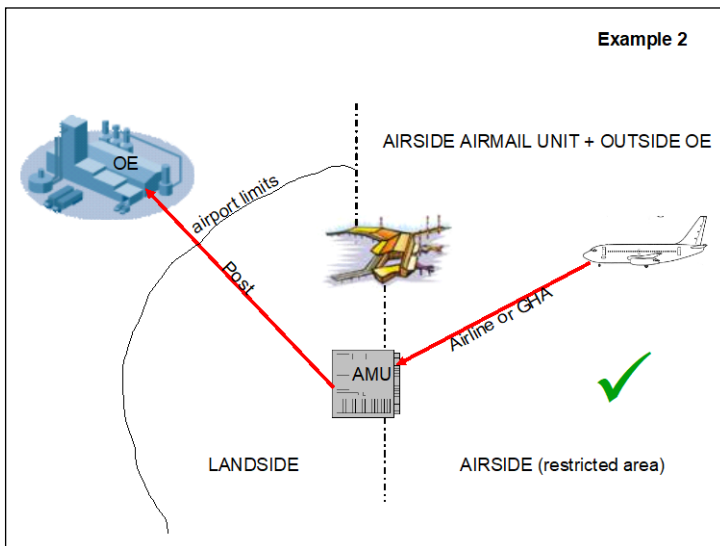 Example 2
AIRSIDE AIRMAIL UNIT + OUTSIDE OE
OE
airport limits
Post
Airline or GHA
AMU
LANDSIDE
AIRSIDE (restricted area)